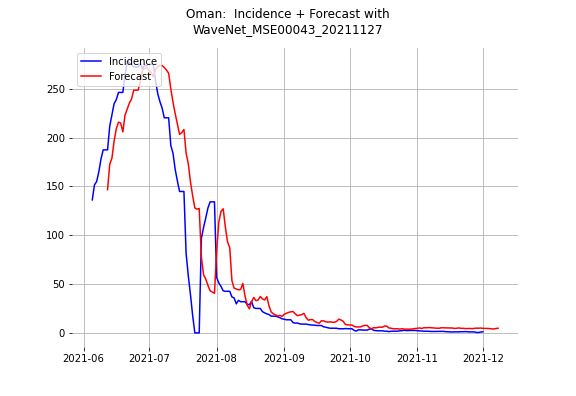 Oman:  Incidence + Forecast with
WaveNet_MSE00043_20211127
Incidence
Forecast
250
200
150
100
50
0
2021-06 2021-07 2021-08 2021-09 2021-10 2021-11 2021-12